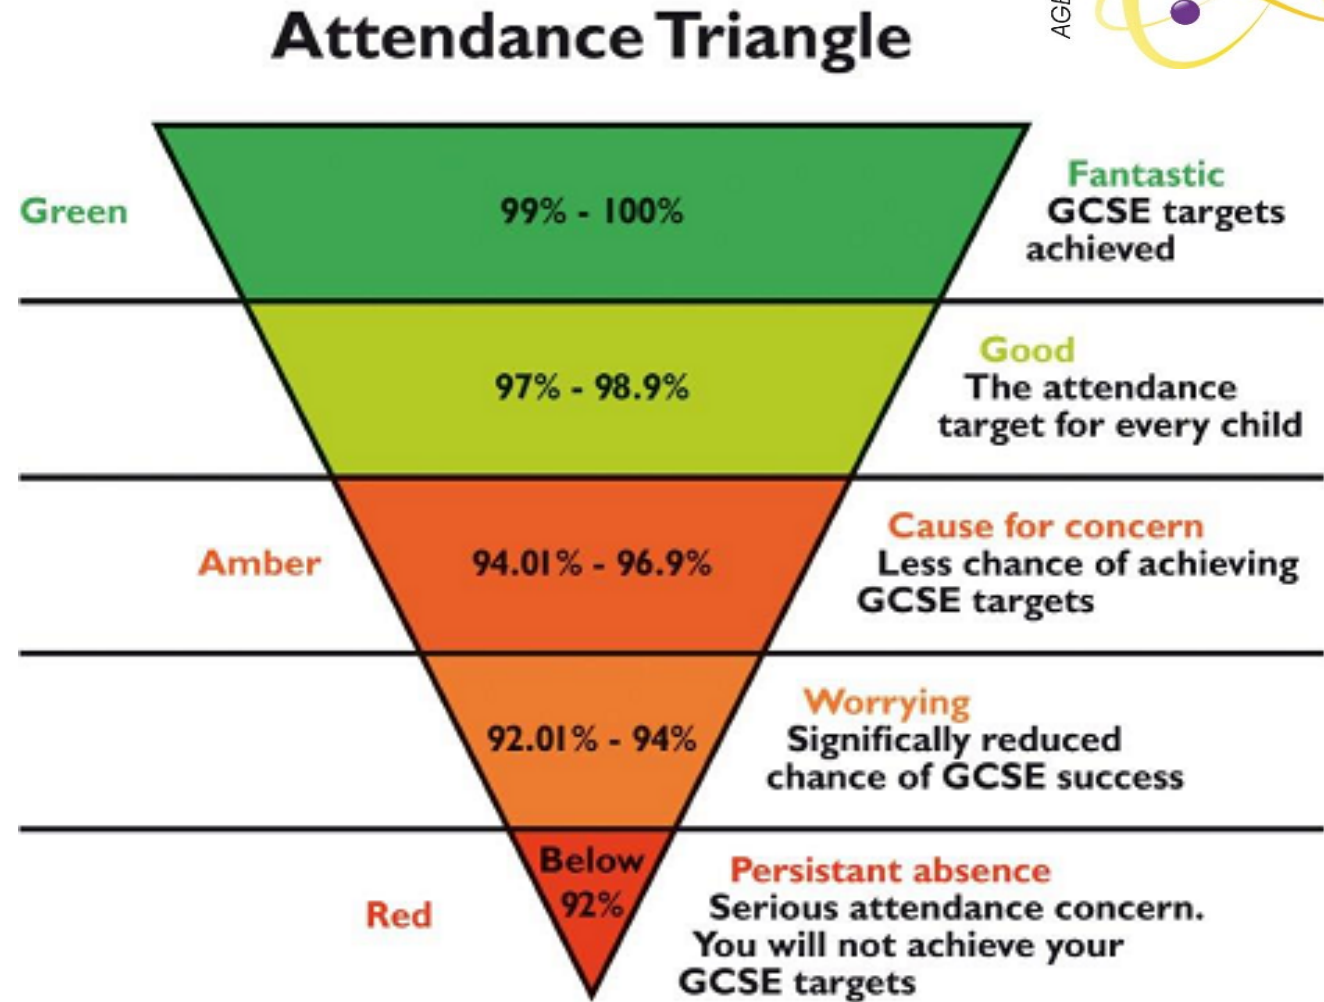 Attendance Triangle
AGE
Green
99% - 100%
Fantastic
GCSE targets
achieved
97% - 98.9%
Good
The attendance
target for every child
Amber
94.01% - 96.9%
Cause for concern
Less chance of achieving
GCSE targets
92.01% - 94%
Worrying
Significally reduced
chance of GCSE success
Red
Below
92%
Persistant absence
Serious attendance concern.
You will not achieve your
GCSE targets